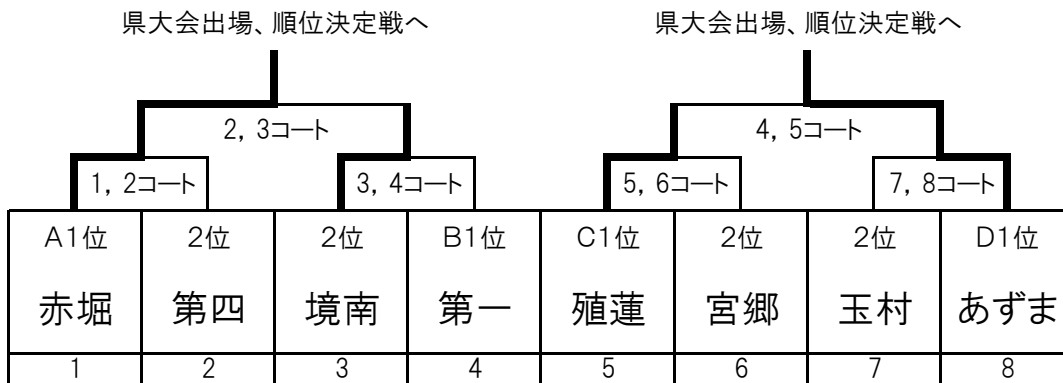 県大会出場、順位決定戦へ 県大会出場、順位決定戦へ
2, 3コート 4, 5コート
1, 2コート 3, 4コート 5, 6コート 7, 8コート
A1位 2位 2位 B1位 C1位 2位 2位 D1位
赤堀 第四 境南 第一 殖蓮 宮郷 玉村 あずま
1 2 3 4 5 6 7 8